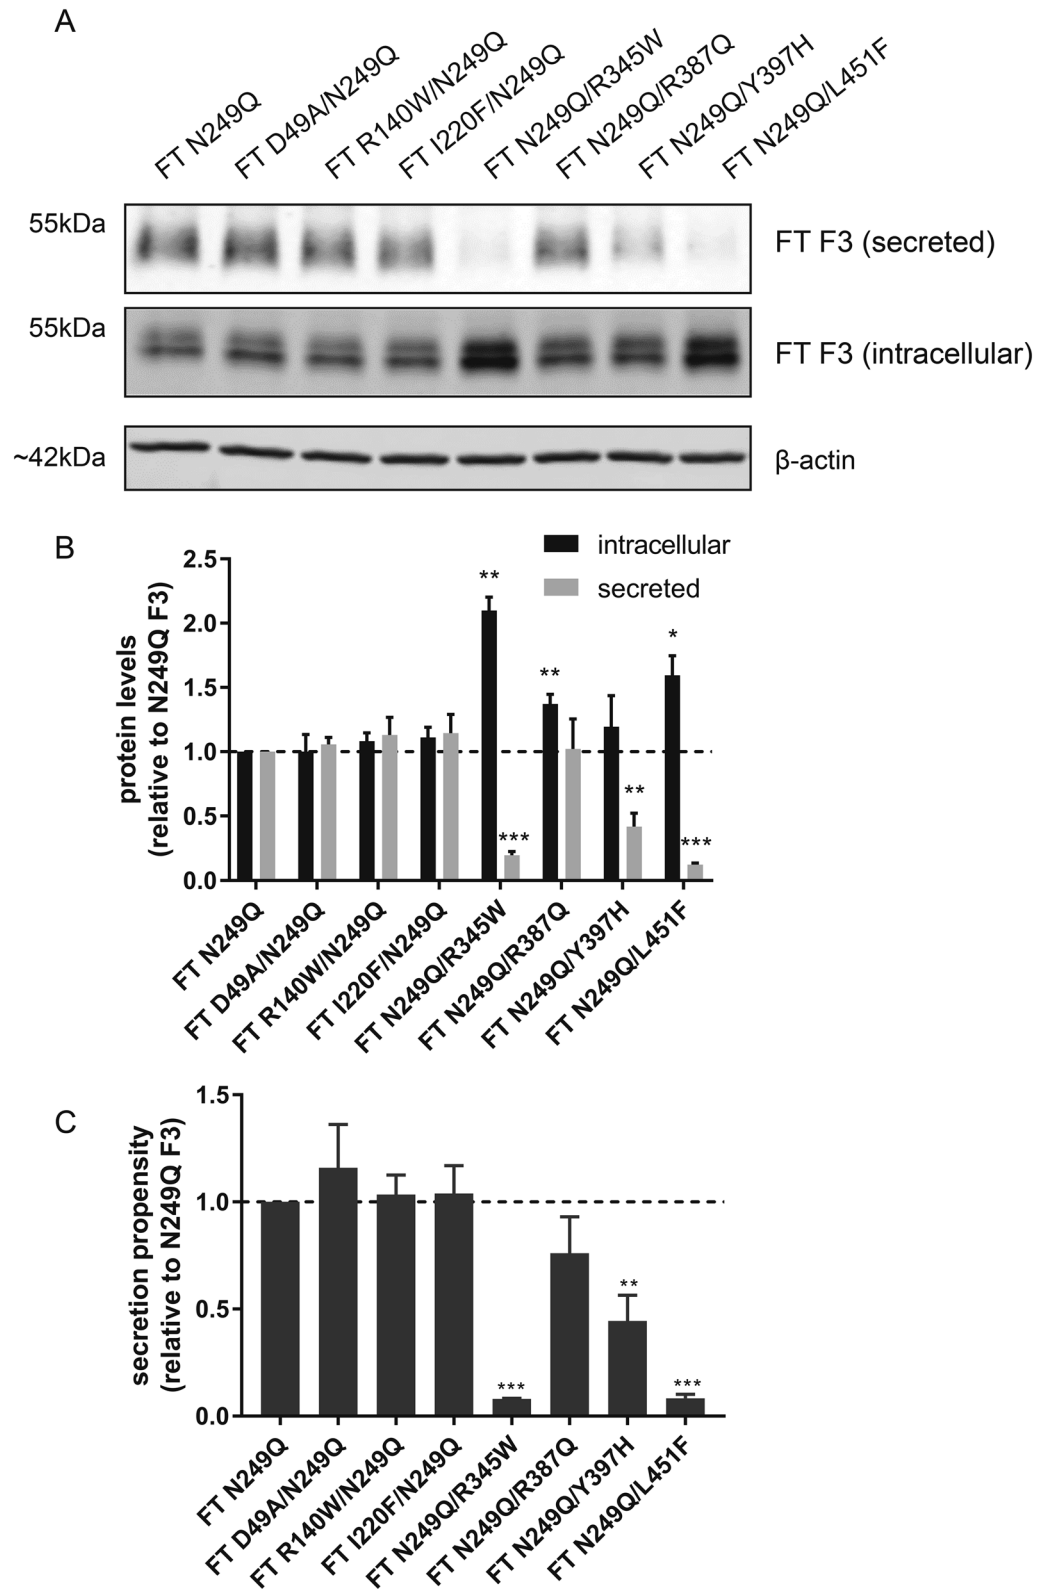 A
FT N249Q
FT D49A/N249Q
FT R140W/N249Q
FT I220F/N249Q
FT N249Q/R345W
FT N249Q/R387Q
FT N249Q/Y397H
FT N249Q/L451F
55kDa
FT F3 (secreted)
55kDa
FT F3 (intracellular)
~42kDa
β-actin
B
intracellular
secreted
protein levels
(relative to N249Q F3)
2.5
2.0
1.5
1.0
0.5
0.0
**
***
**
**
*
***
FT N249Q
FT D49A/N249Q
FT R140W/N249Q
FT I220F/N249Q
FT N249Q/R345W
FT N249Q/R387Q
FT N249Q/Y397H
FT N249Q/L451F
C
secretion propensity
(relative to N249Q F3)
1.5
1.0
0.5
0.0
***
**
***
FT N249Q
FT D49A/N249Q
FT R140W/N249Q
FT I220F/N249Q
FT N249Q/R345W
FT N249Q/R387Q
FT N249Q/Y397H
FT N249Q/L451F